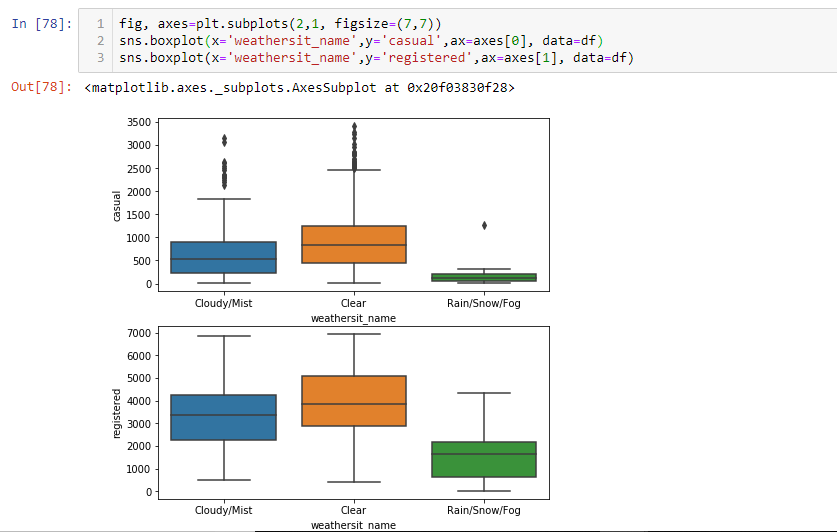 In [78]:
1 fig, axes=plt.subplots(2,1, figsize=(7,7))
2 sns.boxplot(x='weathersit_name',y='casual',ax=axes[0], data=df)
3 sns.boxplot(x='weathersit_name',y='registered',ax=axes[1], data=df)
Out[78]: <matplotlib.axes._subplots.AxesSubplot at 0x20f03830f28>
3500
3000
2500
2000
1500
1000
500
0
casual
Cloudy/Mist Clear Rain/Snow/Fog
weathersit_name
7000
6000
5000
4000
3000
2000
1000
0
registered
Cloudy/Mist Clear Rain/Snow/Fog
weathersit_name